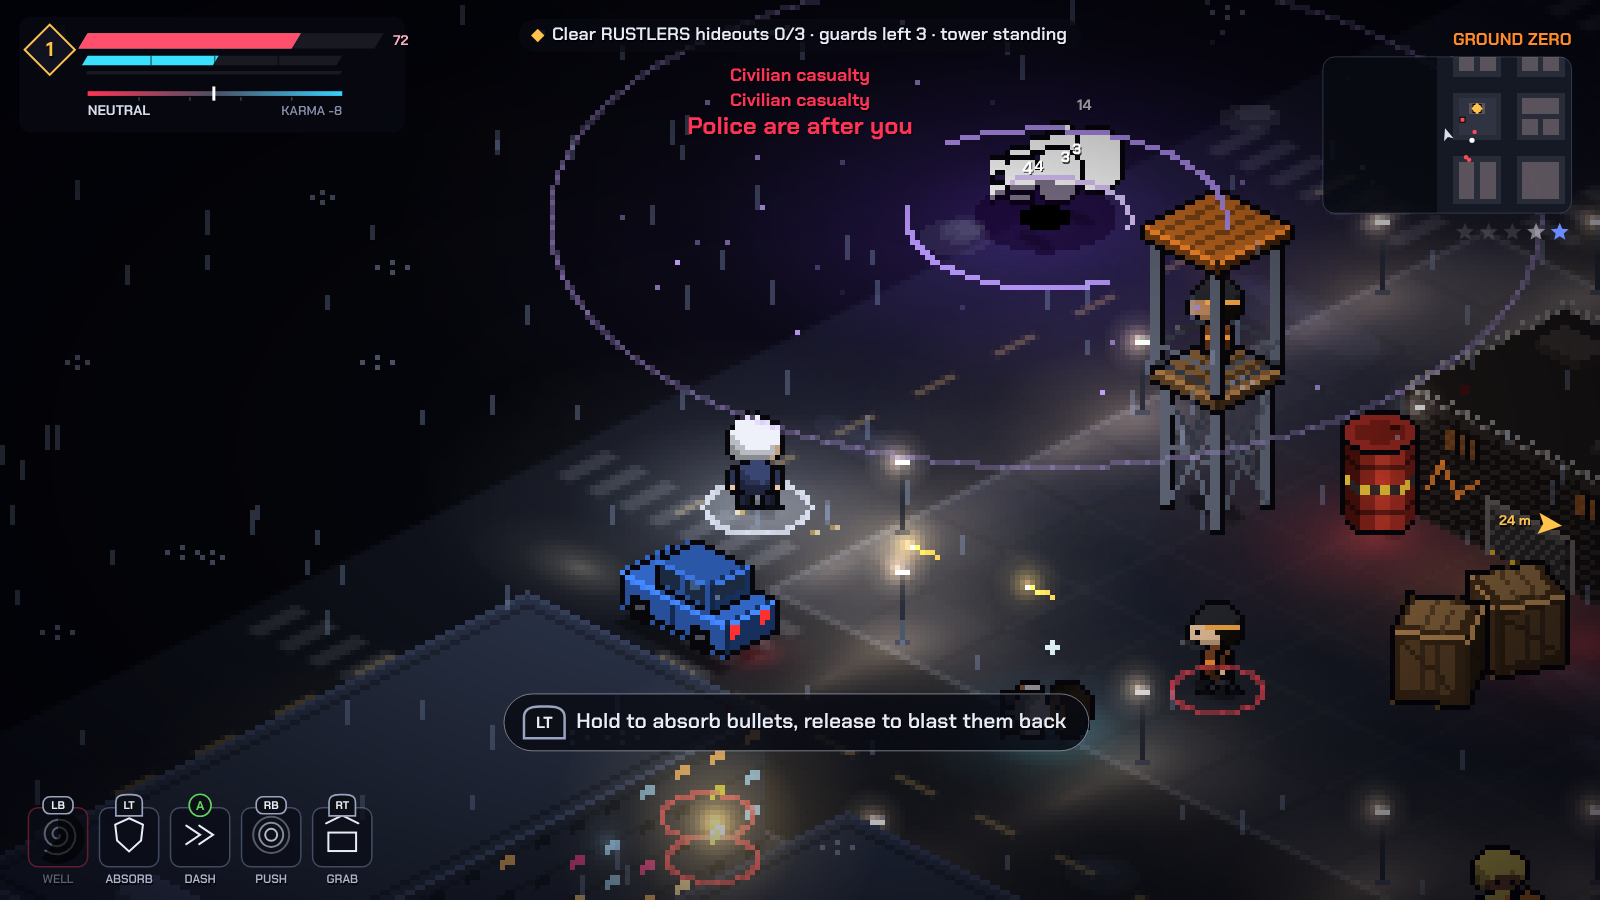 1
72
NEUTRAL
KARMA -8
Clear RUSTLERS hideouts 0/3 · guards left 3 · tower standing
Civilian casualty
Civilian casualty
Police are after you
GROUND ZERO
14
3
3
44
24 m
LT Hold to absorb bullets, release to blast them back
LB LT A RB RT
WELL ABSORB DASH PUSH GRAB